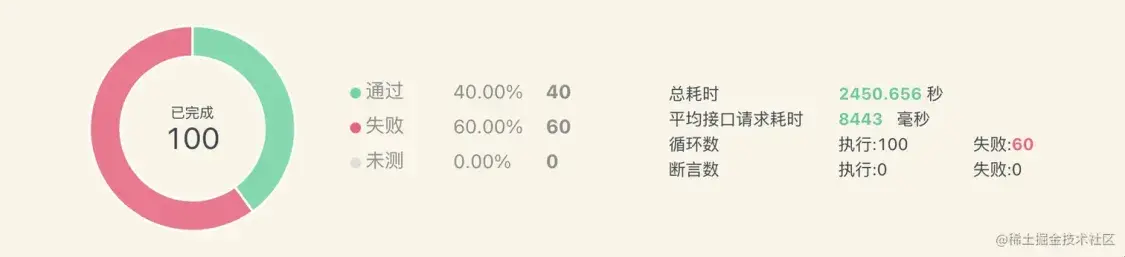 已完成
100
通过 40.00% 40
失败 60.00% 60
未测 0.00% 0
总耗时 2450.656 秒
平均接口请求耗时 8443 毫秒
循环数 执行:100 失败:60
断言数 执行:0 失败:0
@稀土掘金技术社区